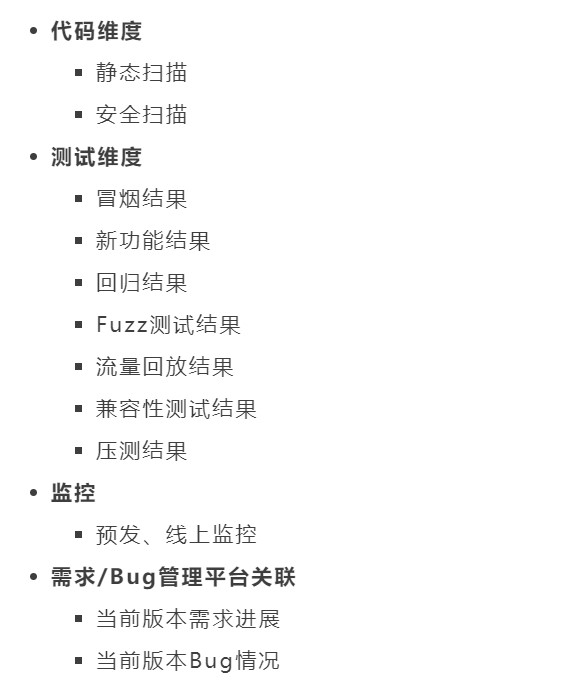 代码维度
静态扫描
安全扫描
测试维度
冒烟结果
新功能结果
回归结果
Fuzz测试结果
流量回放结果
兼容性测试结果
压测结果
监控
预发、线上监控
需求/Bug管理平台关联
当前版本需求进展
当前版本Bug情况